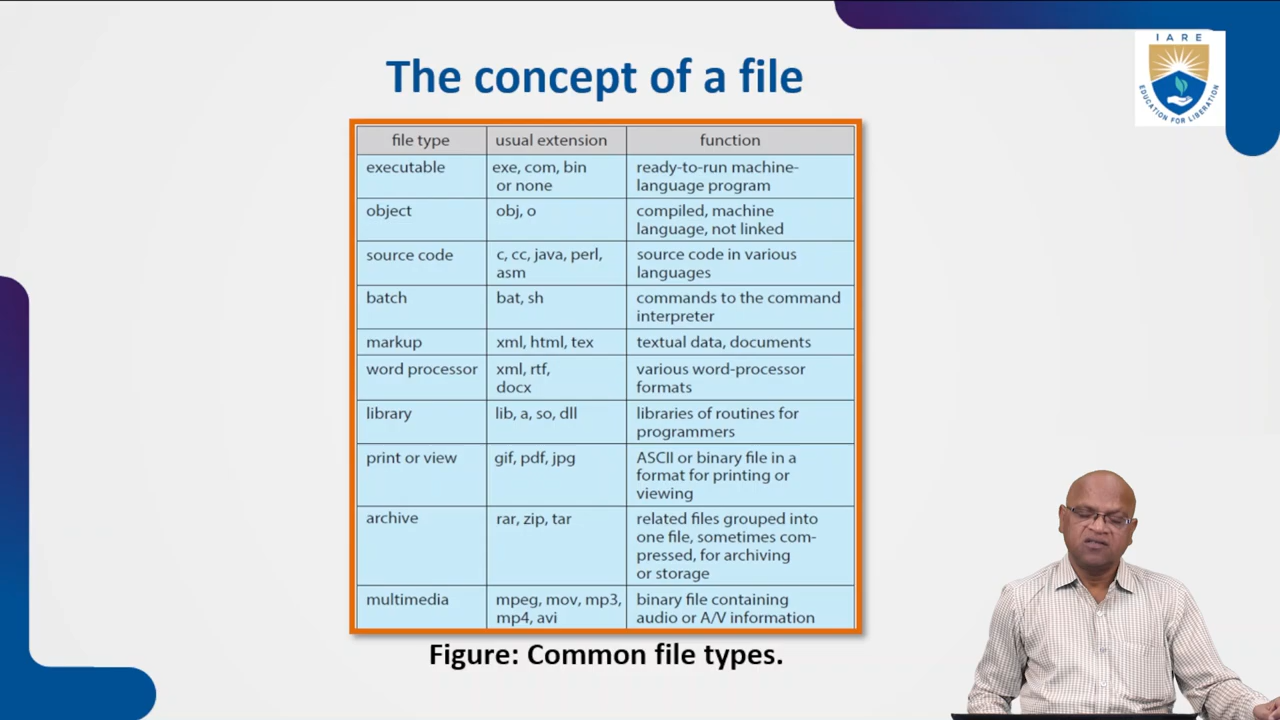 IARE
EDUCATION FOR LIBERATION
The concept of a file
file type usual extension function
executable exe, com, bin ready-to-run machine-
or none language program
object obj, o compiled, machine
language, not linked
source code c, cc, java, perl, source code in various
asm languages
batch bat, sh commands to the command
interpreter
markup xml, html, tex textual data, documents
word processor xml, rtf, various word-processor
docx formats
library lib, a, so, dll libraries of routines for
programmers
print or view gif, pdf, jpg ASCII or binary file in a
format for printing or
viewing
archive rar, zip, tar related files grouped into
one file, sometimes com-
pressed, for archiving
or storage
multimedia mpeg, mov, mp3, binary file containing
mp4, avi audio or A/V information
Figure: Common file types.